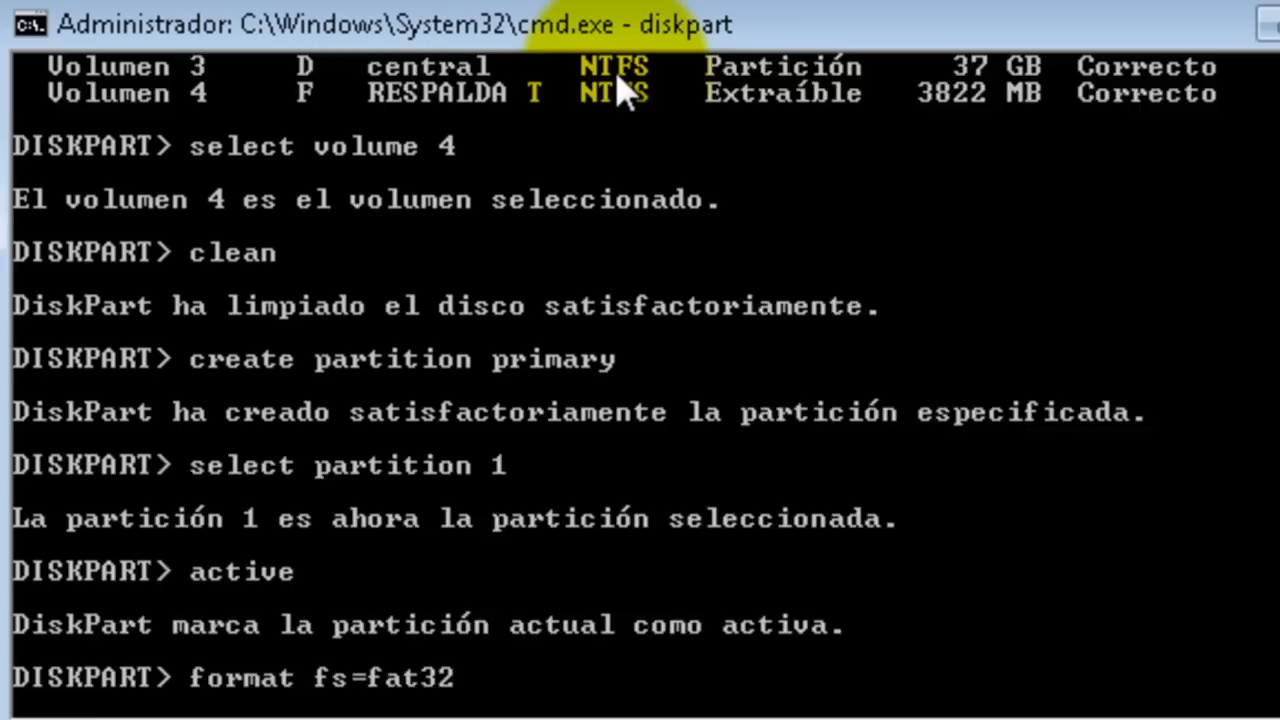 Administrador: C:\Windows\System32\cmd.exe - diskpart
Volumen 3 D central NTFS Partición 37 GB Correcto
Volumen 4 F RESPALDA T NTFS Extraíble 3822 MB Correcto
DISKPART> select volume 4
El volumen 4 es el volumen seleccionado.
DISKPART> clean
DiskPart ha limpiado el disco satisfactoriamente.
DISKPART> create partition primary
DiskPart ha creado satisfactoriamente la partición especificada.
DISKPART> select partition 1
La partición 1 es ahora la partición seleccionada.
DISKPART> active
DiskPart marca la partición actual como activa.
DISKPART> format fs=fat32